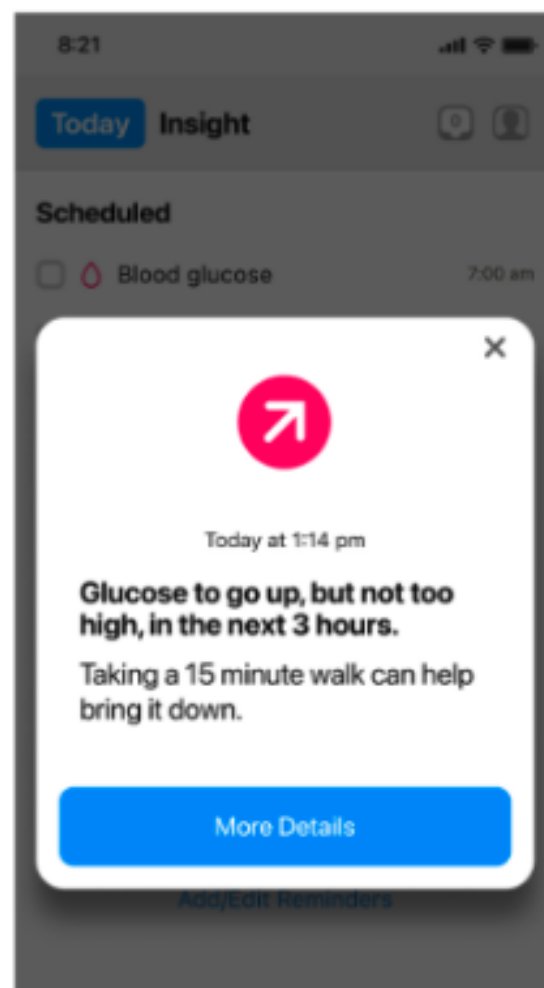 8:21
Today Insight
Scheduled
Blood glucose 7:00 am
Today at 1:14 pm
Glucose to go up, but not too
high, in the next 3 hours.
Taking a 15 minute walk can help
bring it down.
More Details
Add/Edit Reminders